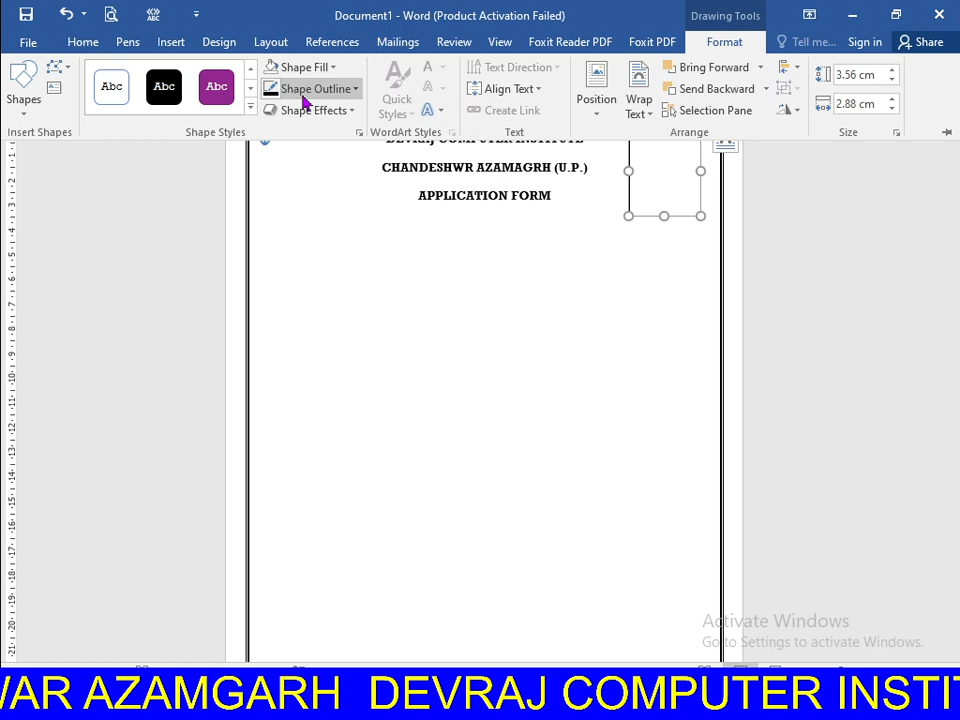 Document1 - Word (Product Activation Failed)
Drawing Tools
File Home Pens Insert Design Layout References Mailings Review View Foxit Reader PDF Foxit PDF Format Tell me... Sign in Share
Shapes
Insert Shapes
Abc Abc Abc
Shape Fill
Shape Outline
Shape Effects
Shape Styles
Quick Styles
WordArt Styles
Text Direction
Align Text
Create Link
Text
Position
Wrap Text
Bring Forward
Send Backward
Selection Pane
Arrange
3.56 cm
2.88 cm
Size
DEVRAJ COMPUTER INSTITUTE
CHANDESHWR AZAMAGRH (U.P.)
APPLICATION FORM
Activate Windows
Go to Settings to activate Windows.
WAR AZAMGARH DEVRAJ COMPUTER INSTIT